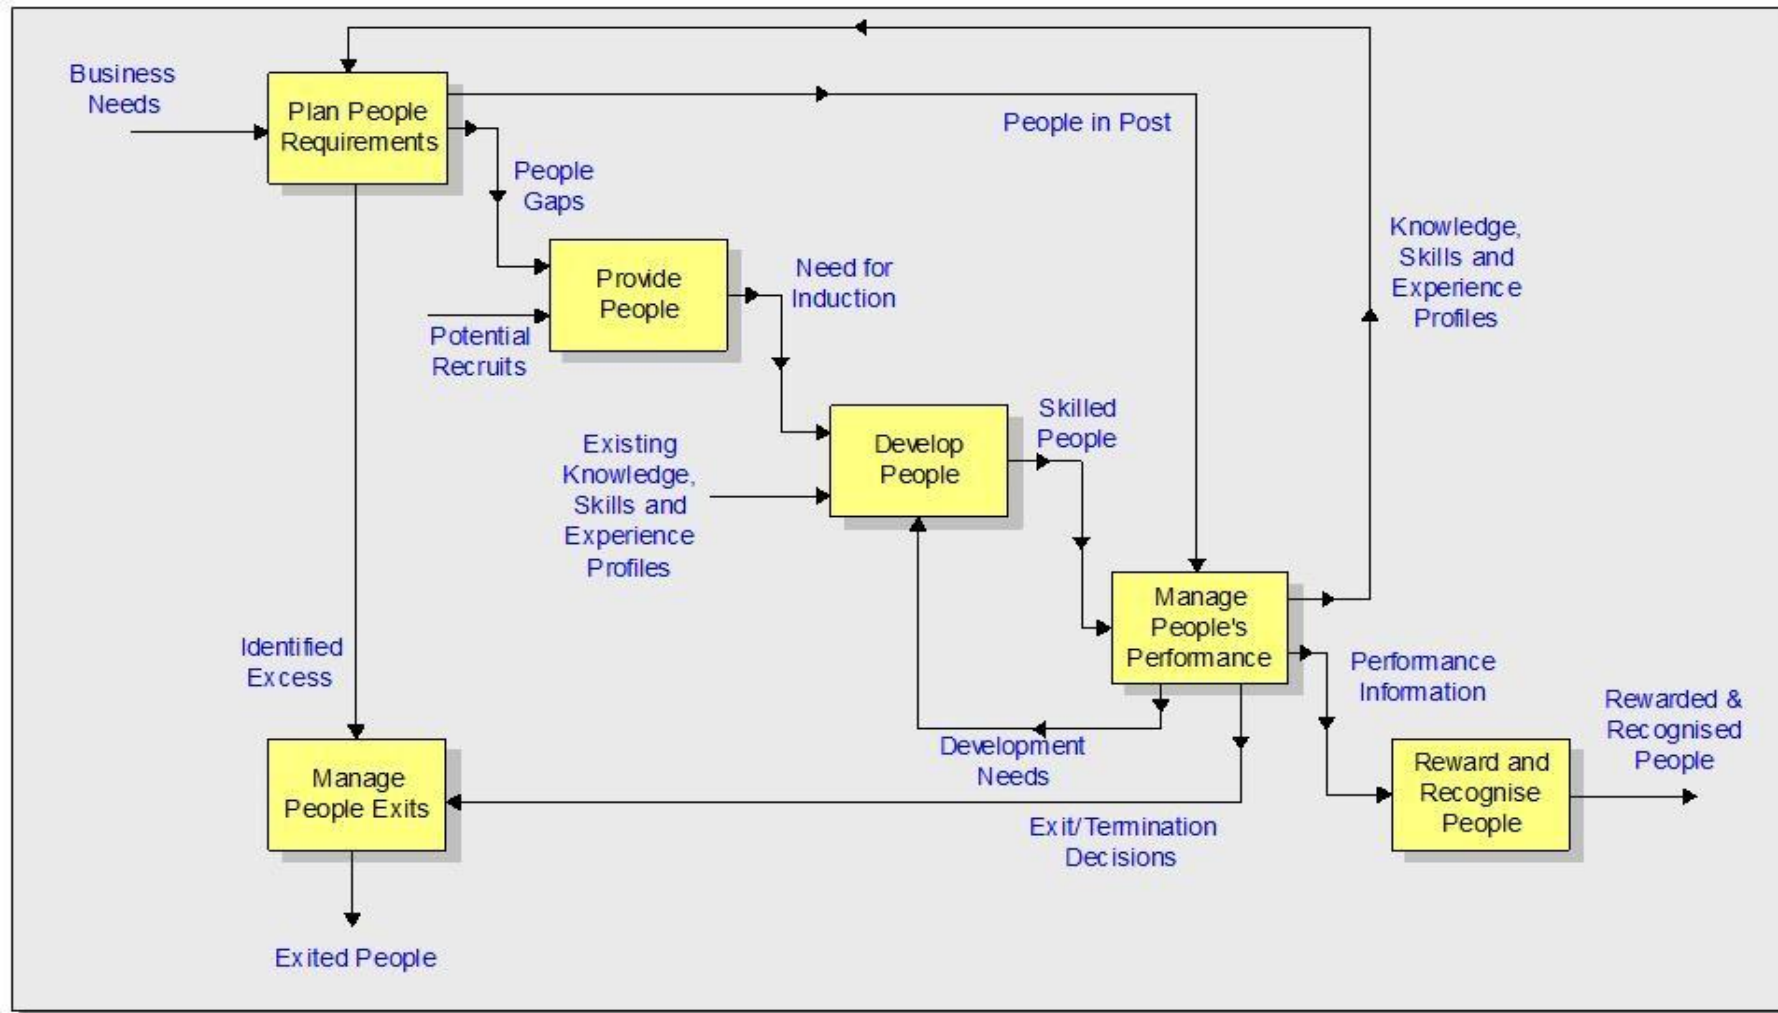 Business
Needs
Plan People
Requirements
People in Post
People
Gaps
Knowledge,
Skills and
Experience
Profiles
Provide
People
Need for
Induction
Potential
Recruits
Develop
People
Skilled
People
Existing
Knowledge,
Skills and
Experience
Profiles
Manage
People's
Performance
Identified
Excess
Performance
Information
Rewarded &
Recognised
People
Development
Needs
Manage
People Exits
Reward and
Recognise
People
Exit/Termination
Decisions
Exited People